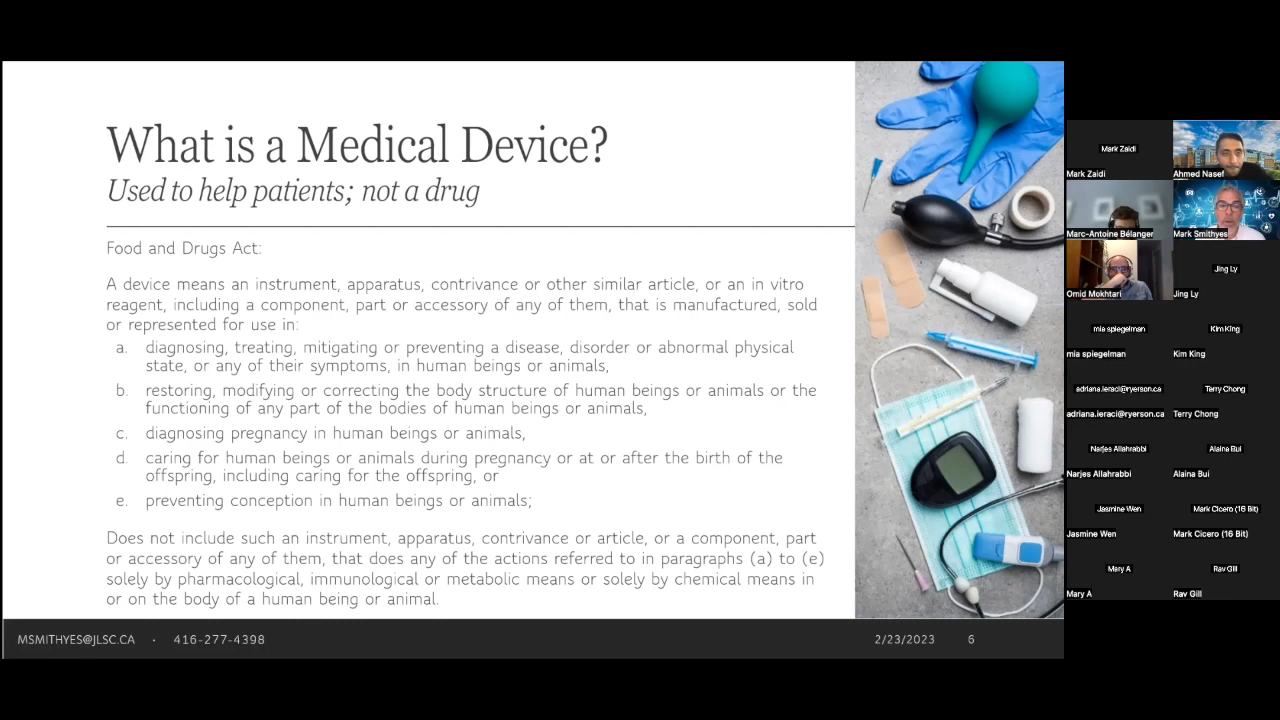 What is a Medical Device?
Used to help patients; not a drug
Food and Drugs Act:
A device means an instrument, apparatus, contrivance or other similar article, or an in vitro
reagent, including a component, part or accessory of any of them, that is manufactured, sold
or represented for use in:
a. diagnosing, treating, mitigating or preventing a disease, disorder or abnormal physical
state, or any of their symptoms, in human beings or animals,
b. restoring, modifying or correcting the body structure of human beings or animals or the
functioning of any part of the bodies of human beings or animals,
c. diagnosing pregnancy in human beings or animals,
d. caring for human beings or animals during pregnancy or at or after the birth of the
offspring, including caring for the offspring, or
e. preventing conception in human beings or animals;
Does not include such an instrument, apparatus, contrivance or article, or a component, part
or accessory of any of them, that does any of the actions referred to in paragraphs (a) to (e)
solely by pharmacological, immunological or metabolic means or solely by chemical means in
or on the body of a human being or animal.
MSMITHYES@JLSC.CA · 416-277-4398
2/23/2023 6
Mark Zaidi
Mark Zaidi
Ahmed Nasef
Marc-Antoine Bélanger
Mark Smithyes
Omid Mokhtari
Jing Ly
Jing Ly
mia spiegelman
Kim King
mia spiegelman
Kim King
adriana.ieraci@ryerson.ca
Terry Chong
adriana.ieraci@ryerson.ca
Terry Chong
Narjes Allahrabbi
Alaina Bui
Narjes Allahrabbi
Alaina Bui
Jasmine Wen
Mark Cicero (16 Bit)
Jasmine Wen
Mark Cicero (16 Bit)
Mary A
Rav Gill
Mary A
Rav Gill